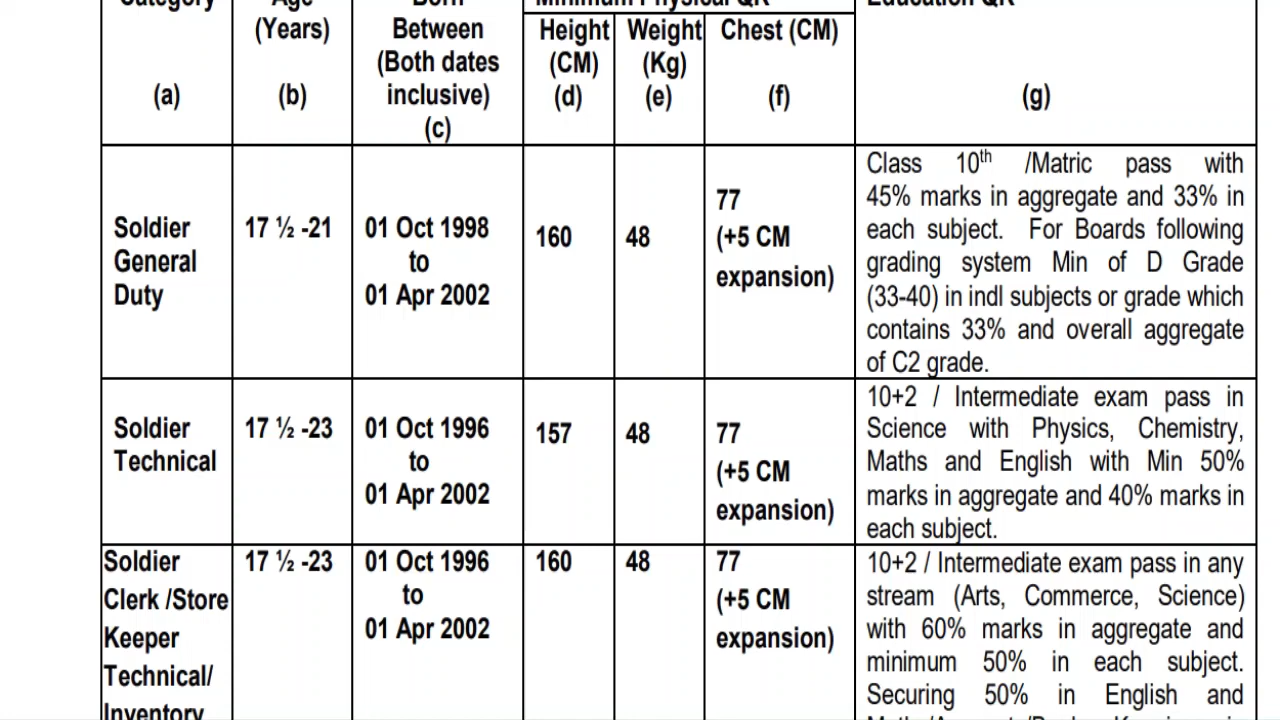 Category
Age
Born
Minimum Physical QR
Education QR
(Years)
Between
(Both dates
inclusive)
Height
(CM)
Weight
(Kg)
Chest (CM)
(a)
(b)
(c)
(d)
(e)
(f)
(g)
Soldier
General
Duty
17 ½ -21
01 Oct 1998
to
01 Apr 2002
160
48
77
(+5 CM
expansion)
Class 10th /Matric pass with
45% marks in aggregate and 33% in
each subject. For Boards following
grading system Min of D Grade
(33-40) in indl subjects or grade which
contains 33% and overall aggregate
of C2 grade.
Soldier
Technical
17 ½ -23
01 Oct 1996
to
01 Apr 2002
157
48
77
(+5 CM
expansion)
10+2 / Intermediate exam pass in
Science with Physics, Chemistry,
Maths and English with Min 50%
marks in aggregate and 40% marks in
each subject.
Soldier
Clerk /Store
Keeper
Technical/
Inventory
17 ½ -23
01 Oct 1996
to
01 Apr 2002
160
48
77
(+5 CM
expansion)
10+2 / Intermediate exam pass in any
stream (Arts, Commerce, Science)
with 60% marks in aggregate and
minimum 50% in each subject.
Securing 50% in English and